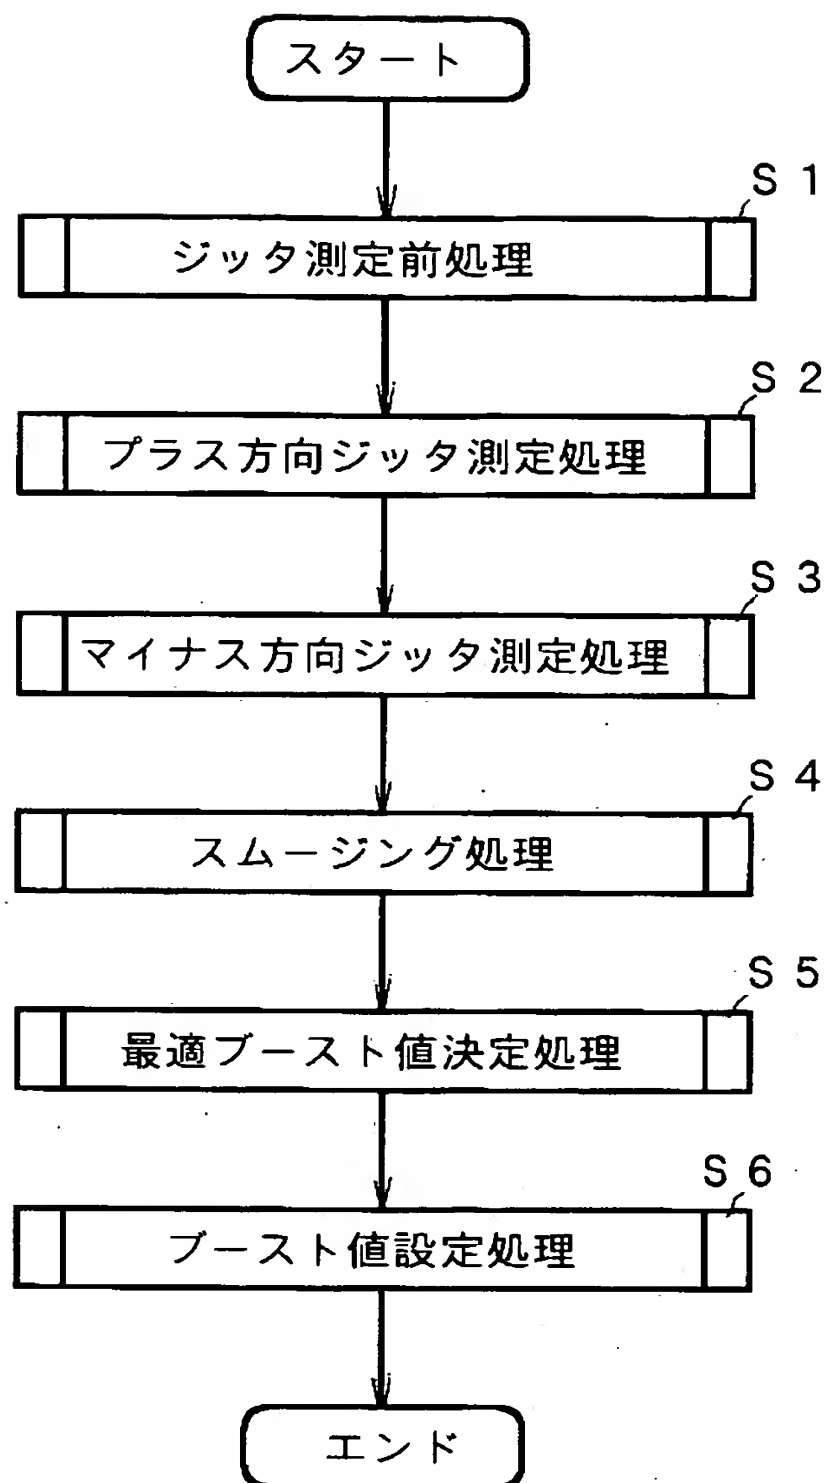 スタート
S 1
ジッタ測定前処理
S 2
プラス方向ジッタ測定処理
S 3
マイナス方向ジッタ測定処理
S 4
スムージング処理
S 5
最適ブースト値決定処理
S 6
ブースト値設定処理
エンド